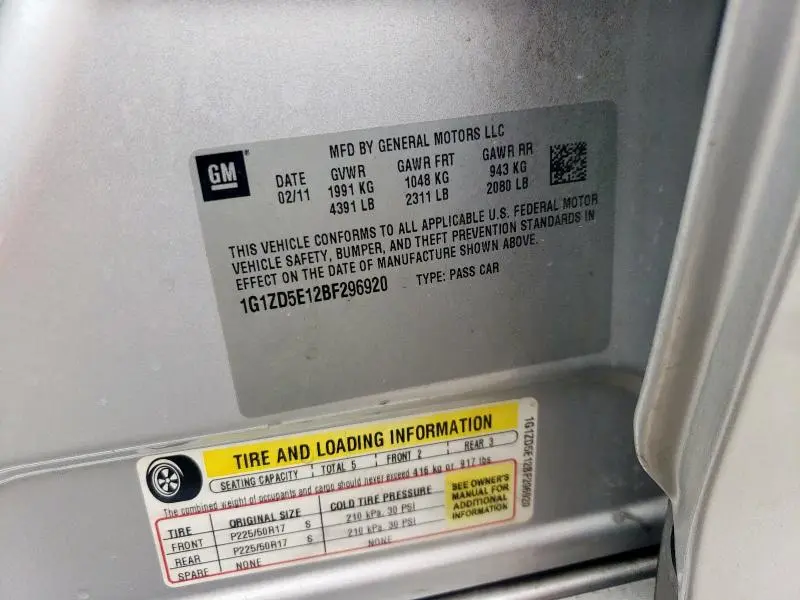 GM
MFD BY GENERAL MOTORS LLC
DATE GVWR GAWR FRT GAWR RR
02/11 1991 KG 1048 KG 943 KG
4391 LB 2311 LB 2080 LB
THIS VEHICLE CONFORMS TO ALL APPLICABLE U.S. FEDERAL MOTOR
VEHICLE SAFETY, BUMPER, AND THEFT PREVENTION STANDARDS IN
EFFECT ON THE DATE OF MANUFACTURE SHOWN ABOVE.
1G1ZD5E12BF296920 TYPE: PASS CAR
TIRE AND LOADING INFORMATION
SEATING CAPACITY TOTAL 5 FRONT 2 REAR 3
The combined weight of occupants and cargo should never exceed 416 kg or 917 lbs.
TIRE ORIGINAL SIZE COLD TIRE PRESSURE
FRONT P225/50R17 S 210 kPa, 30 PSI
REAR P225/50R17 S 210 kPa, 30 PSI
SPARE NONE NONE
SEE OWNER'S
MANUAL FOR
ADDITIONAL
INFORMATION
1G1ZD5E12BF296920